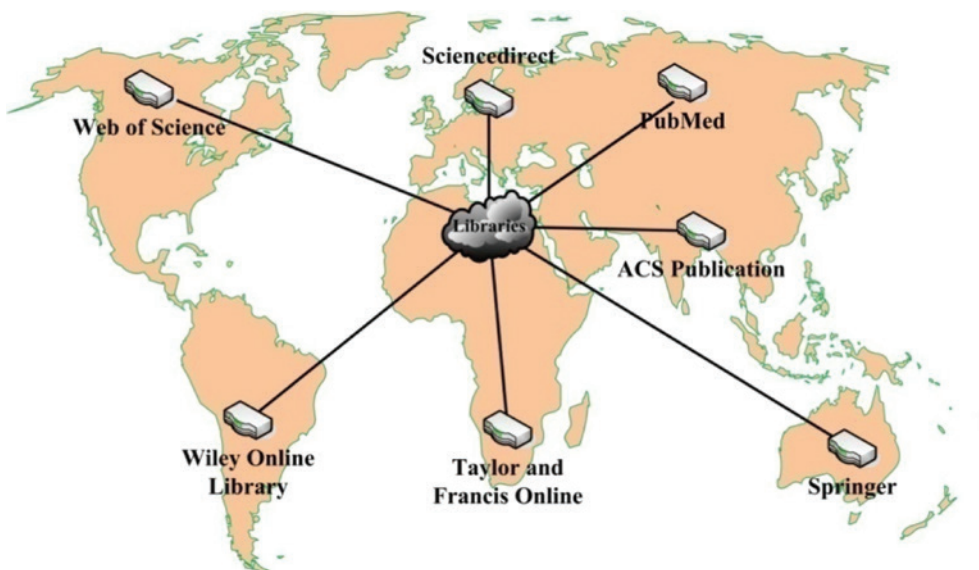 Sciencedirect
Web of Science
PubMed
Libraries
ACS Publication
Wiley Online
Library
Taylor and
Francis Online
Springer